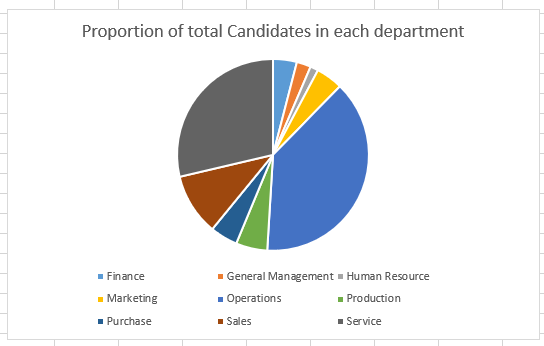 Proportion of total Candidates in each department
Finance General Management Human Resource
Marketing Operations Production
Purchase Sales Service